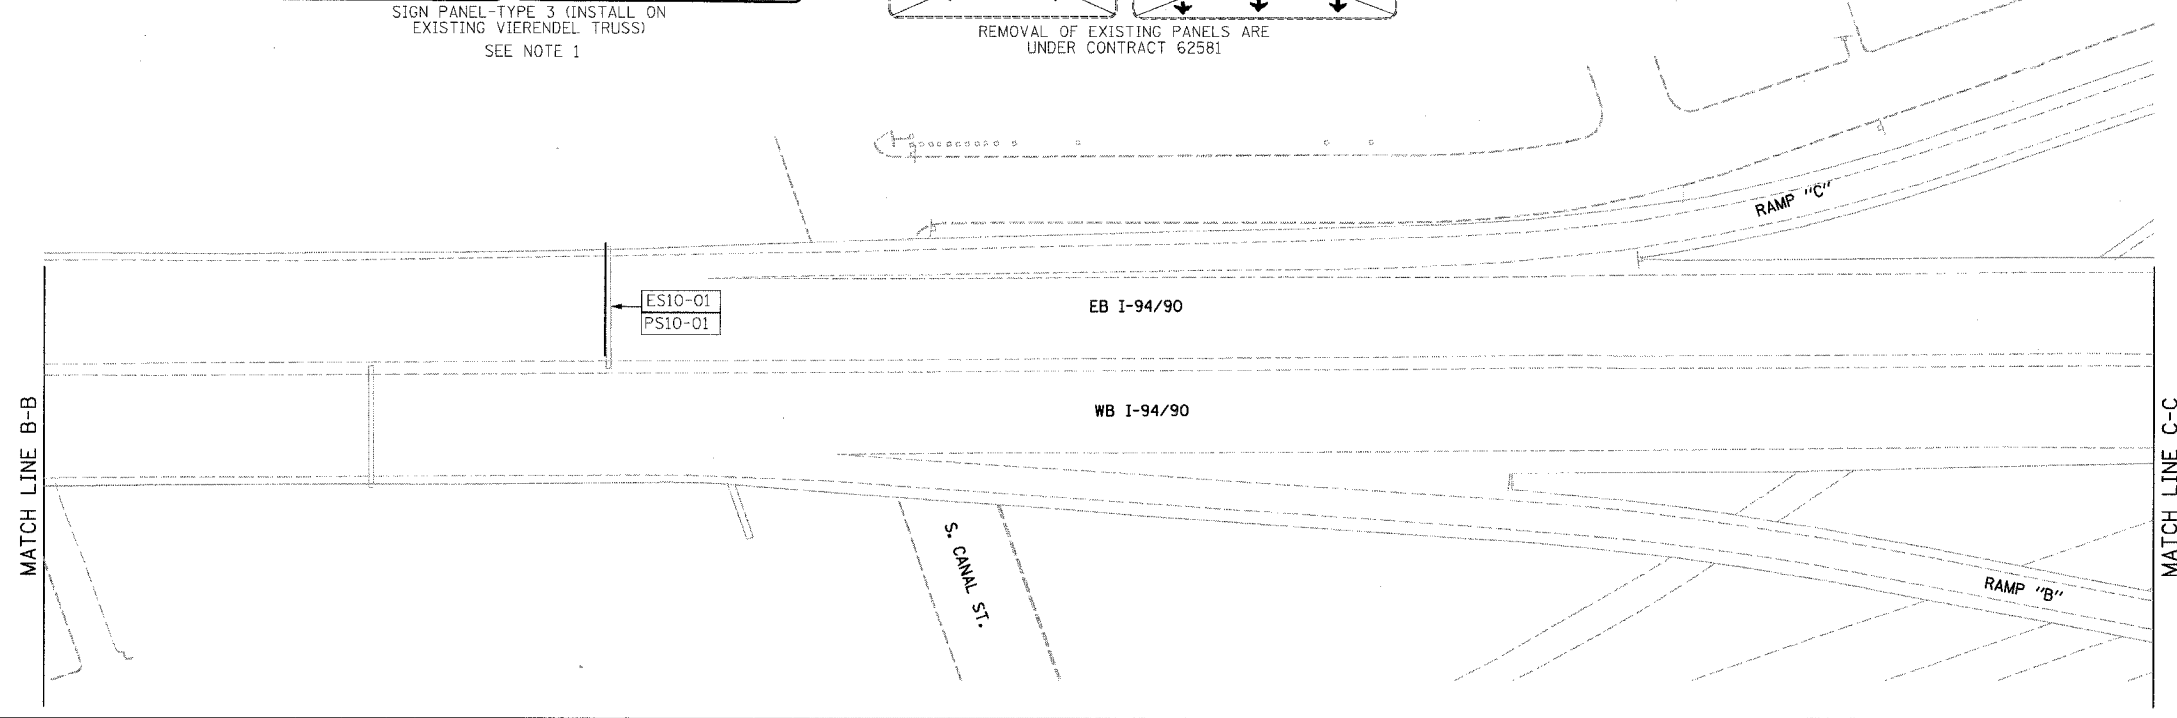 SIGN PANEL-TYPE 3 (INSTALL ON
EXISTING VIERENDEL TRUSS)
SEE NOTE 1
REMOVAL OF EXISTING PANELS ARE
UNDER CONTRACT 62581
RAMP "C"
ES10-01
PS10-01
EB I-94/90
WB I-94/90
MATCH LINE B-B
MATCH LINE C-C
S. CANAL ST.
RAMP "B"